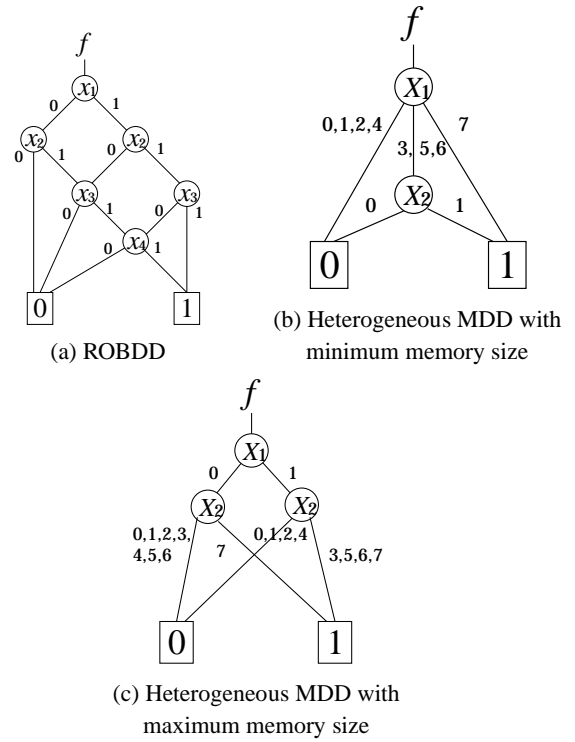 f
x1
0 1
x2 x2
0 1 0 1
x3 x3
0 1 0 1
x4
0 1
0 1
(a) ROBDD
f
X1
0,1,2,4 7
3, 5,6
X2
0 1
0 1
(b) Heterogeneous MDD with
minimum memory size
f
X1
0 1
X2 X2
0,1,2,3, 0,1,2,4
4,5,6 7 3,5,6,7
0 1
(c) Heterogeneous MDD with
maximum memory size